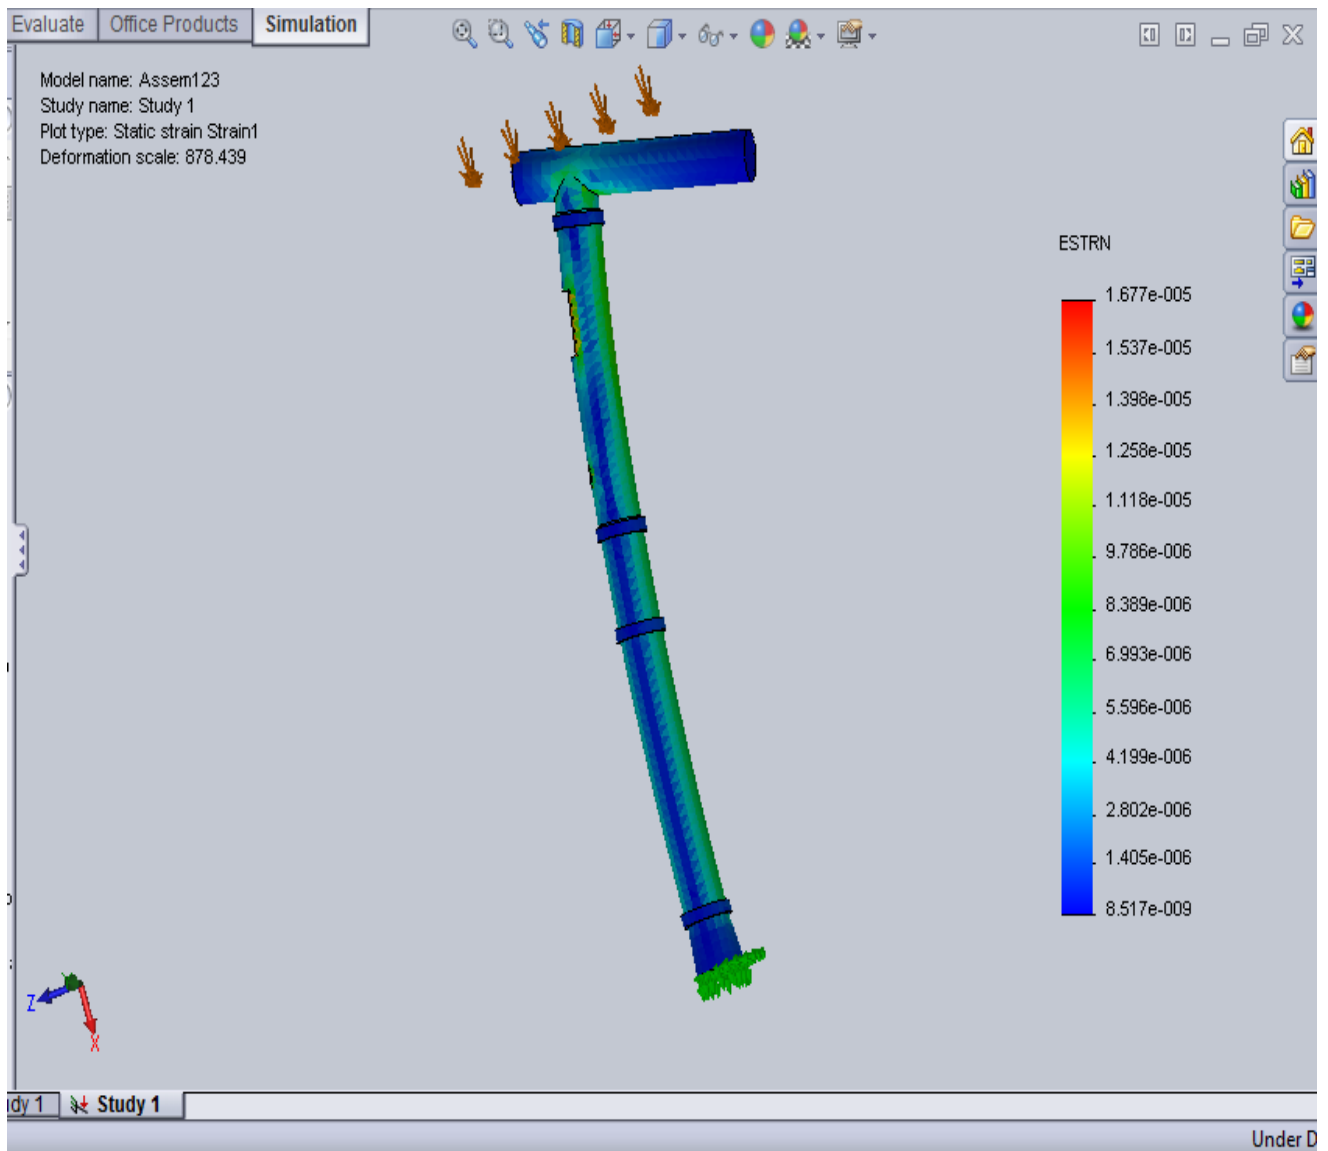 Evaluate
Office Products
Simulation
Model name: Assem123
Study name: Study 1
Plot type: Static strain Strain1
Deformation scale: 878.439
ESTRN
1.677e-005
1.537e-005
1.398e-005
1.258e-005
1.118e-005
9.786e-006
8.389e-006
6.993e-006
5.596e-006
4.199e-006
2.802e-006
1.405e-006
8.517e-009
Z
X
dy 1
Study 1
Under D